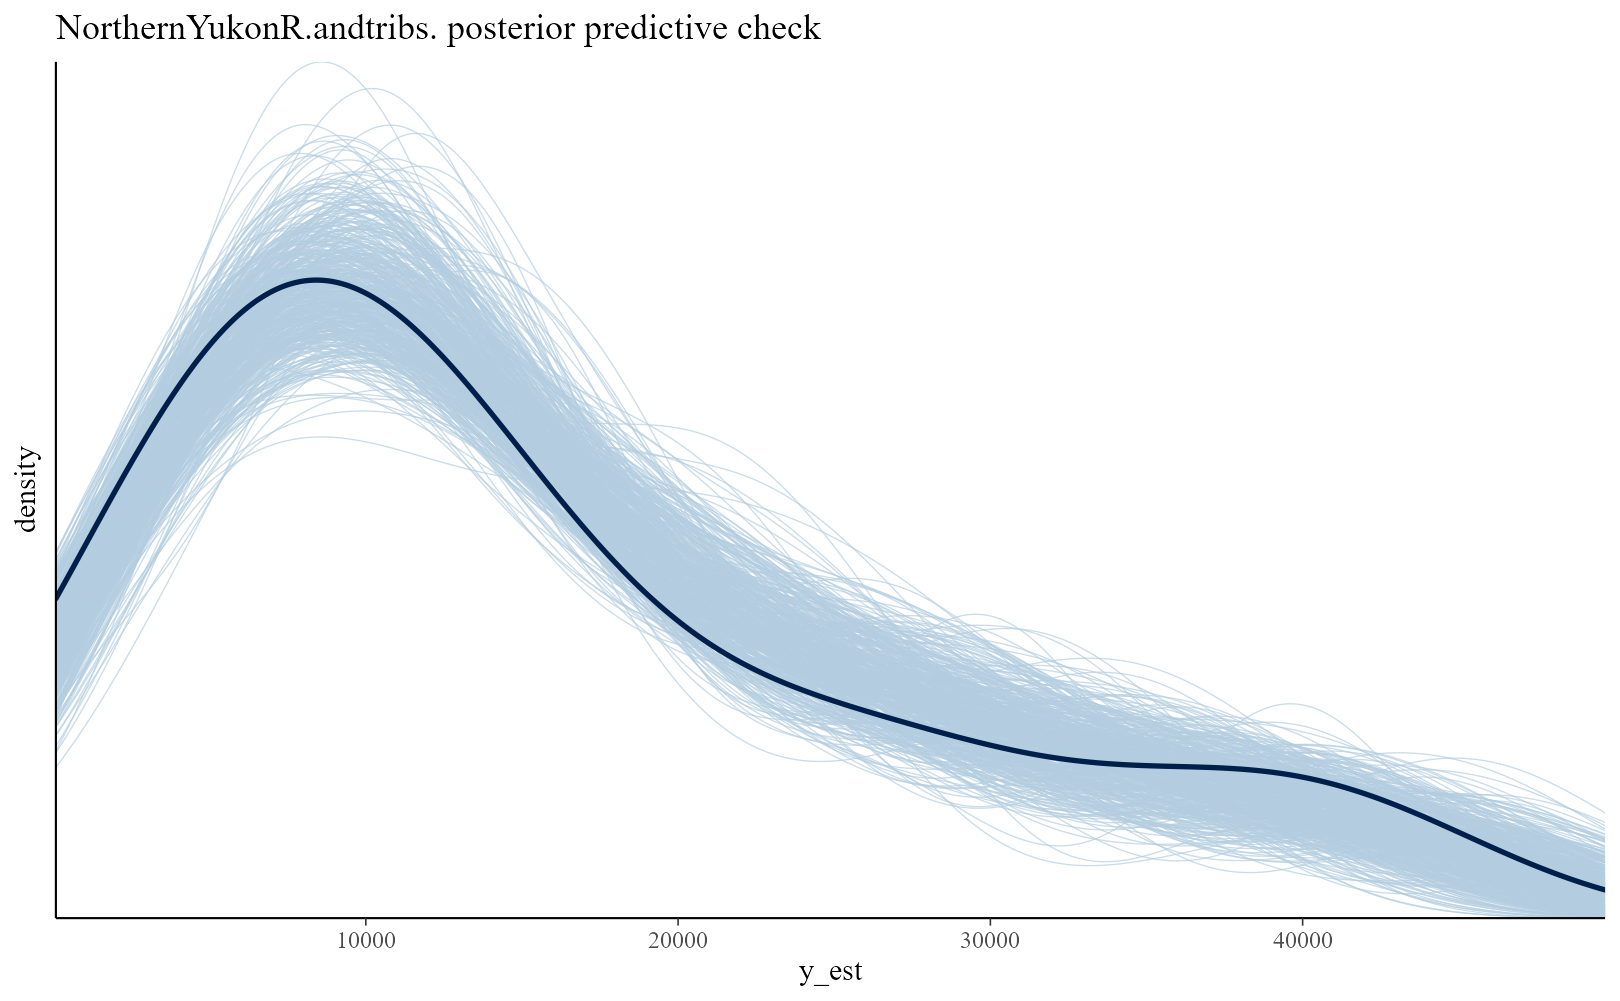 NorthernYukonR.andtribs. posterior predictive check
density
10000 20000 30000 40000
y_est